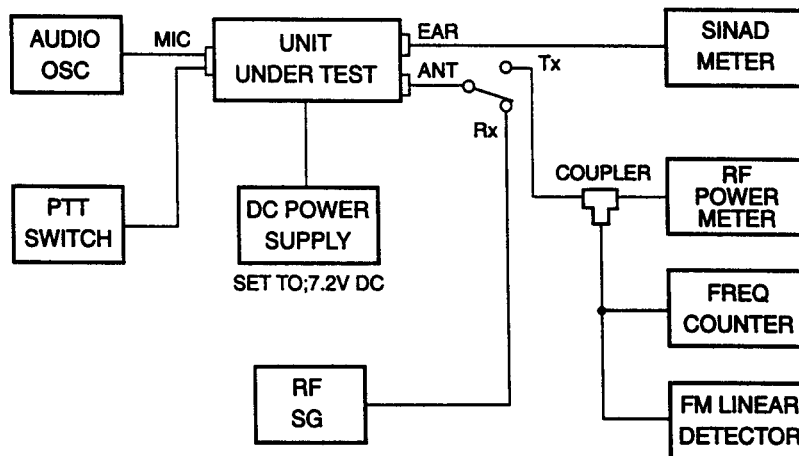 AUDIO
OSC
MIC
UNIT
UNDER TEST
EAR
ANT
SINAD
METER
Tx
Rx
PTT
SWITCH
DC POWER
SUPPLY
SET TO;7.2V DC
COUPLER
RF
POWER
METER
FREQ
COUNTER
RF
SG
FM LINEAR
DETECTOR